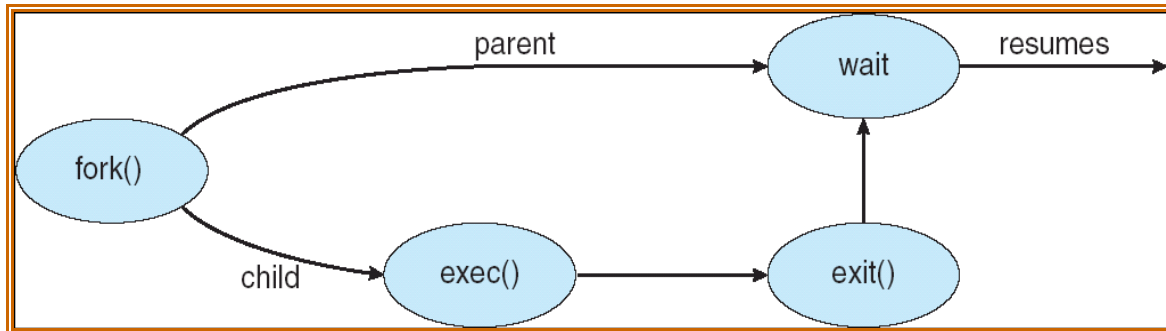 parent
resumes
wait
fork()
child
exec()
exit()